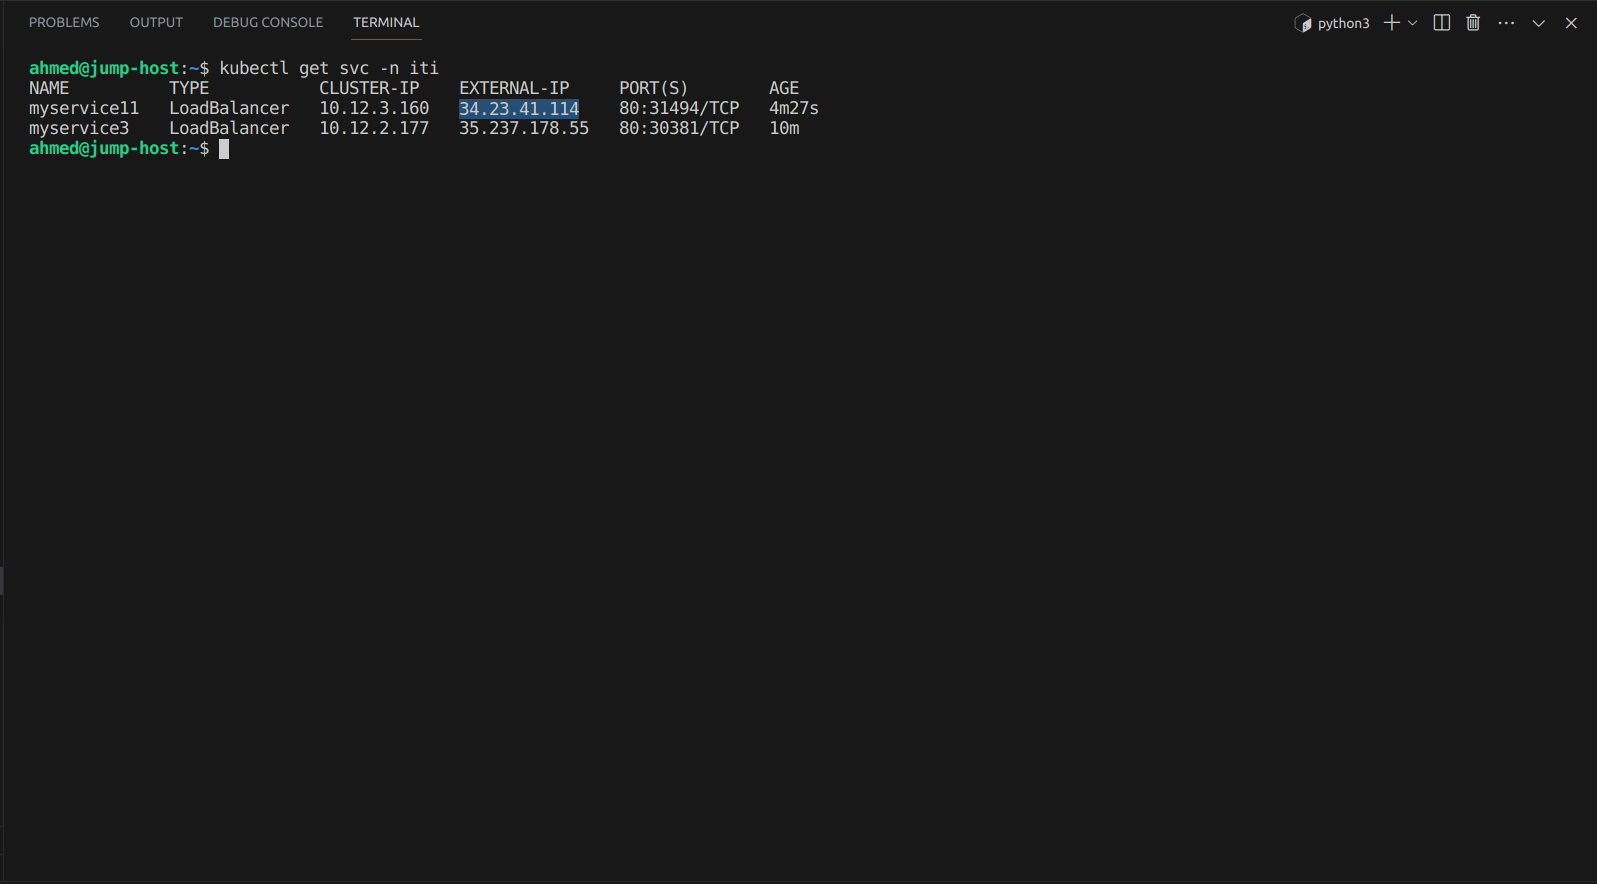 PROBLEMS OUTPUT DEBUG CONSOLE TERMINAL python3
ahmed@jump-host:~$ kubectl get svc -n iti
NAME TYPE CLUSTER-IP EXTERNAL-IP PORT(S) AGE
myservice11 LoadBalancer 10.12.3.160 34.23.41.114 80:31494/TCP 4m27s
myservice3 LoadBalancer 10.12.2.177 35.237.178.55 80:30381/TCP 10m
ahmed@jump-host:~$